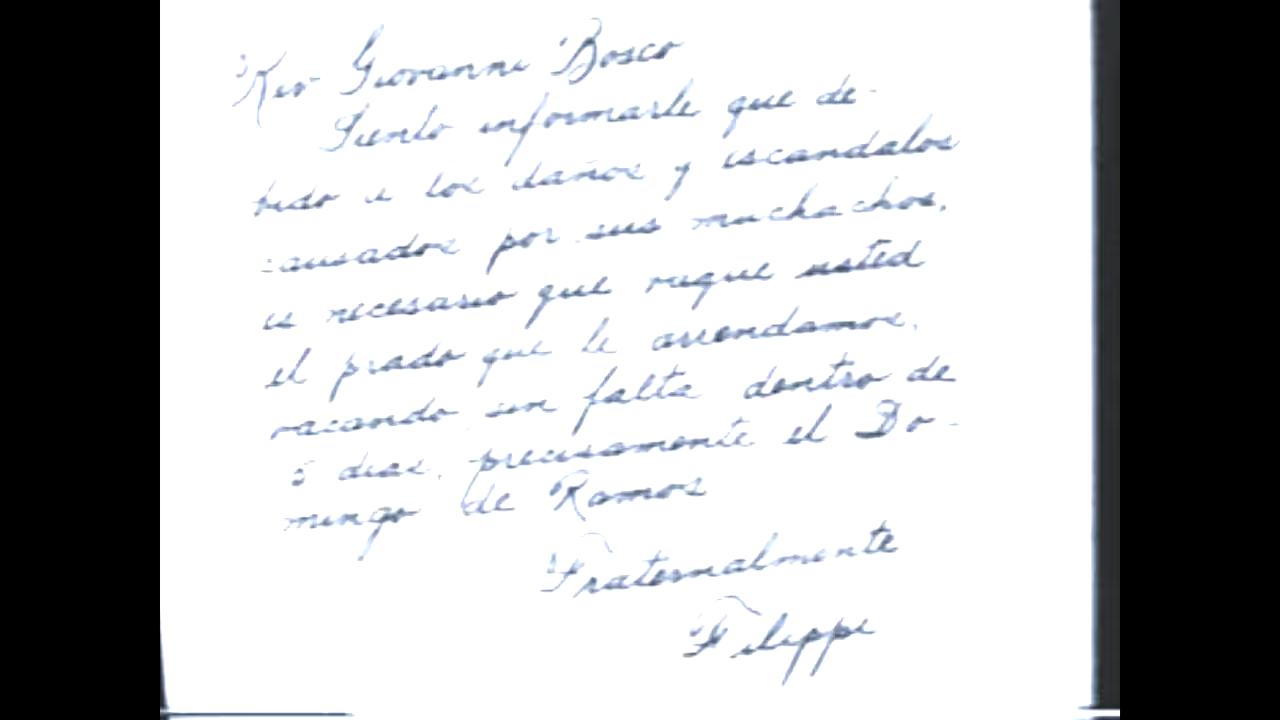 Rev Giovanni Bosco
Siento informarle que de-
bido a los daños y escandalos
causados por sus muchachos,
es necesario que  usted
el prado que le arrendamos,
vacando sin falta dentro de
5 dias, precisamente el Do-
mingo de Ramos
Fraternalmente
Filippi